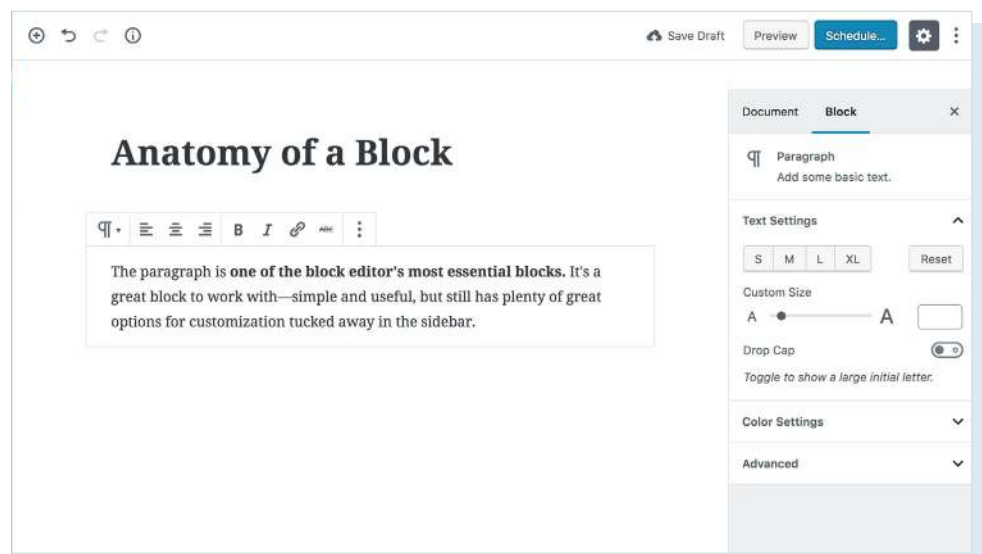 Save Draft
Preview
Schedule...
Document
Block
Anatomy of a Block
Paragraph
Add some basic text.
Text Settings
B I ABC
S M L XL
Reset
The paragraph is one of the block editor's most essential blocks. It's a
great block to work with—simple and useful, but still has plenty of great
options for customization tucked away in the sidebar.
Custom Size
A A
Drop Cap
Toggle to show a large initial letter.
Color Settings
Advanced